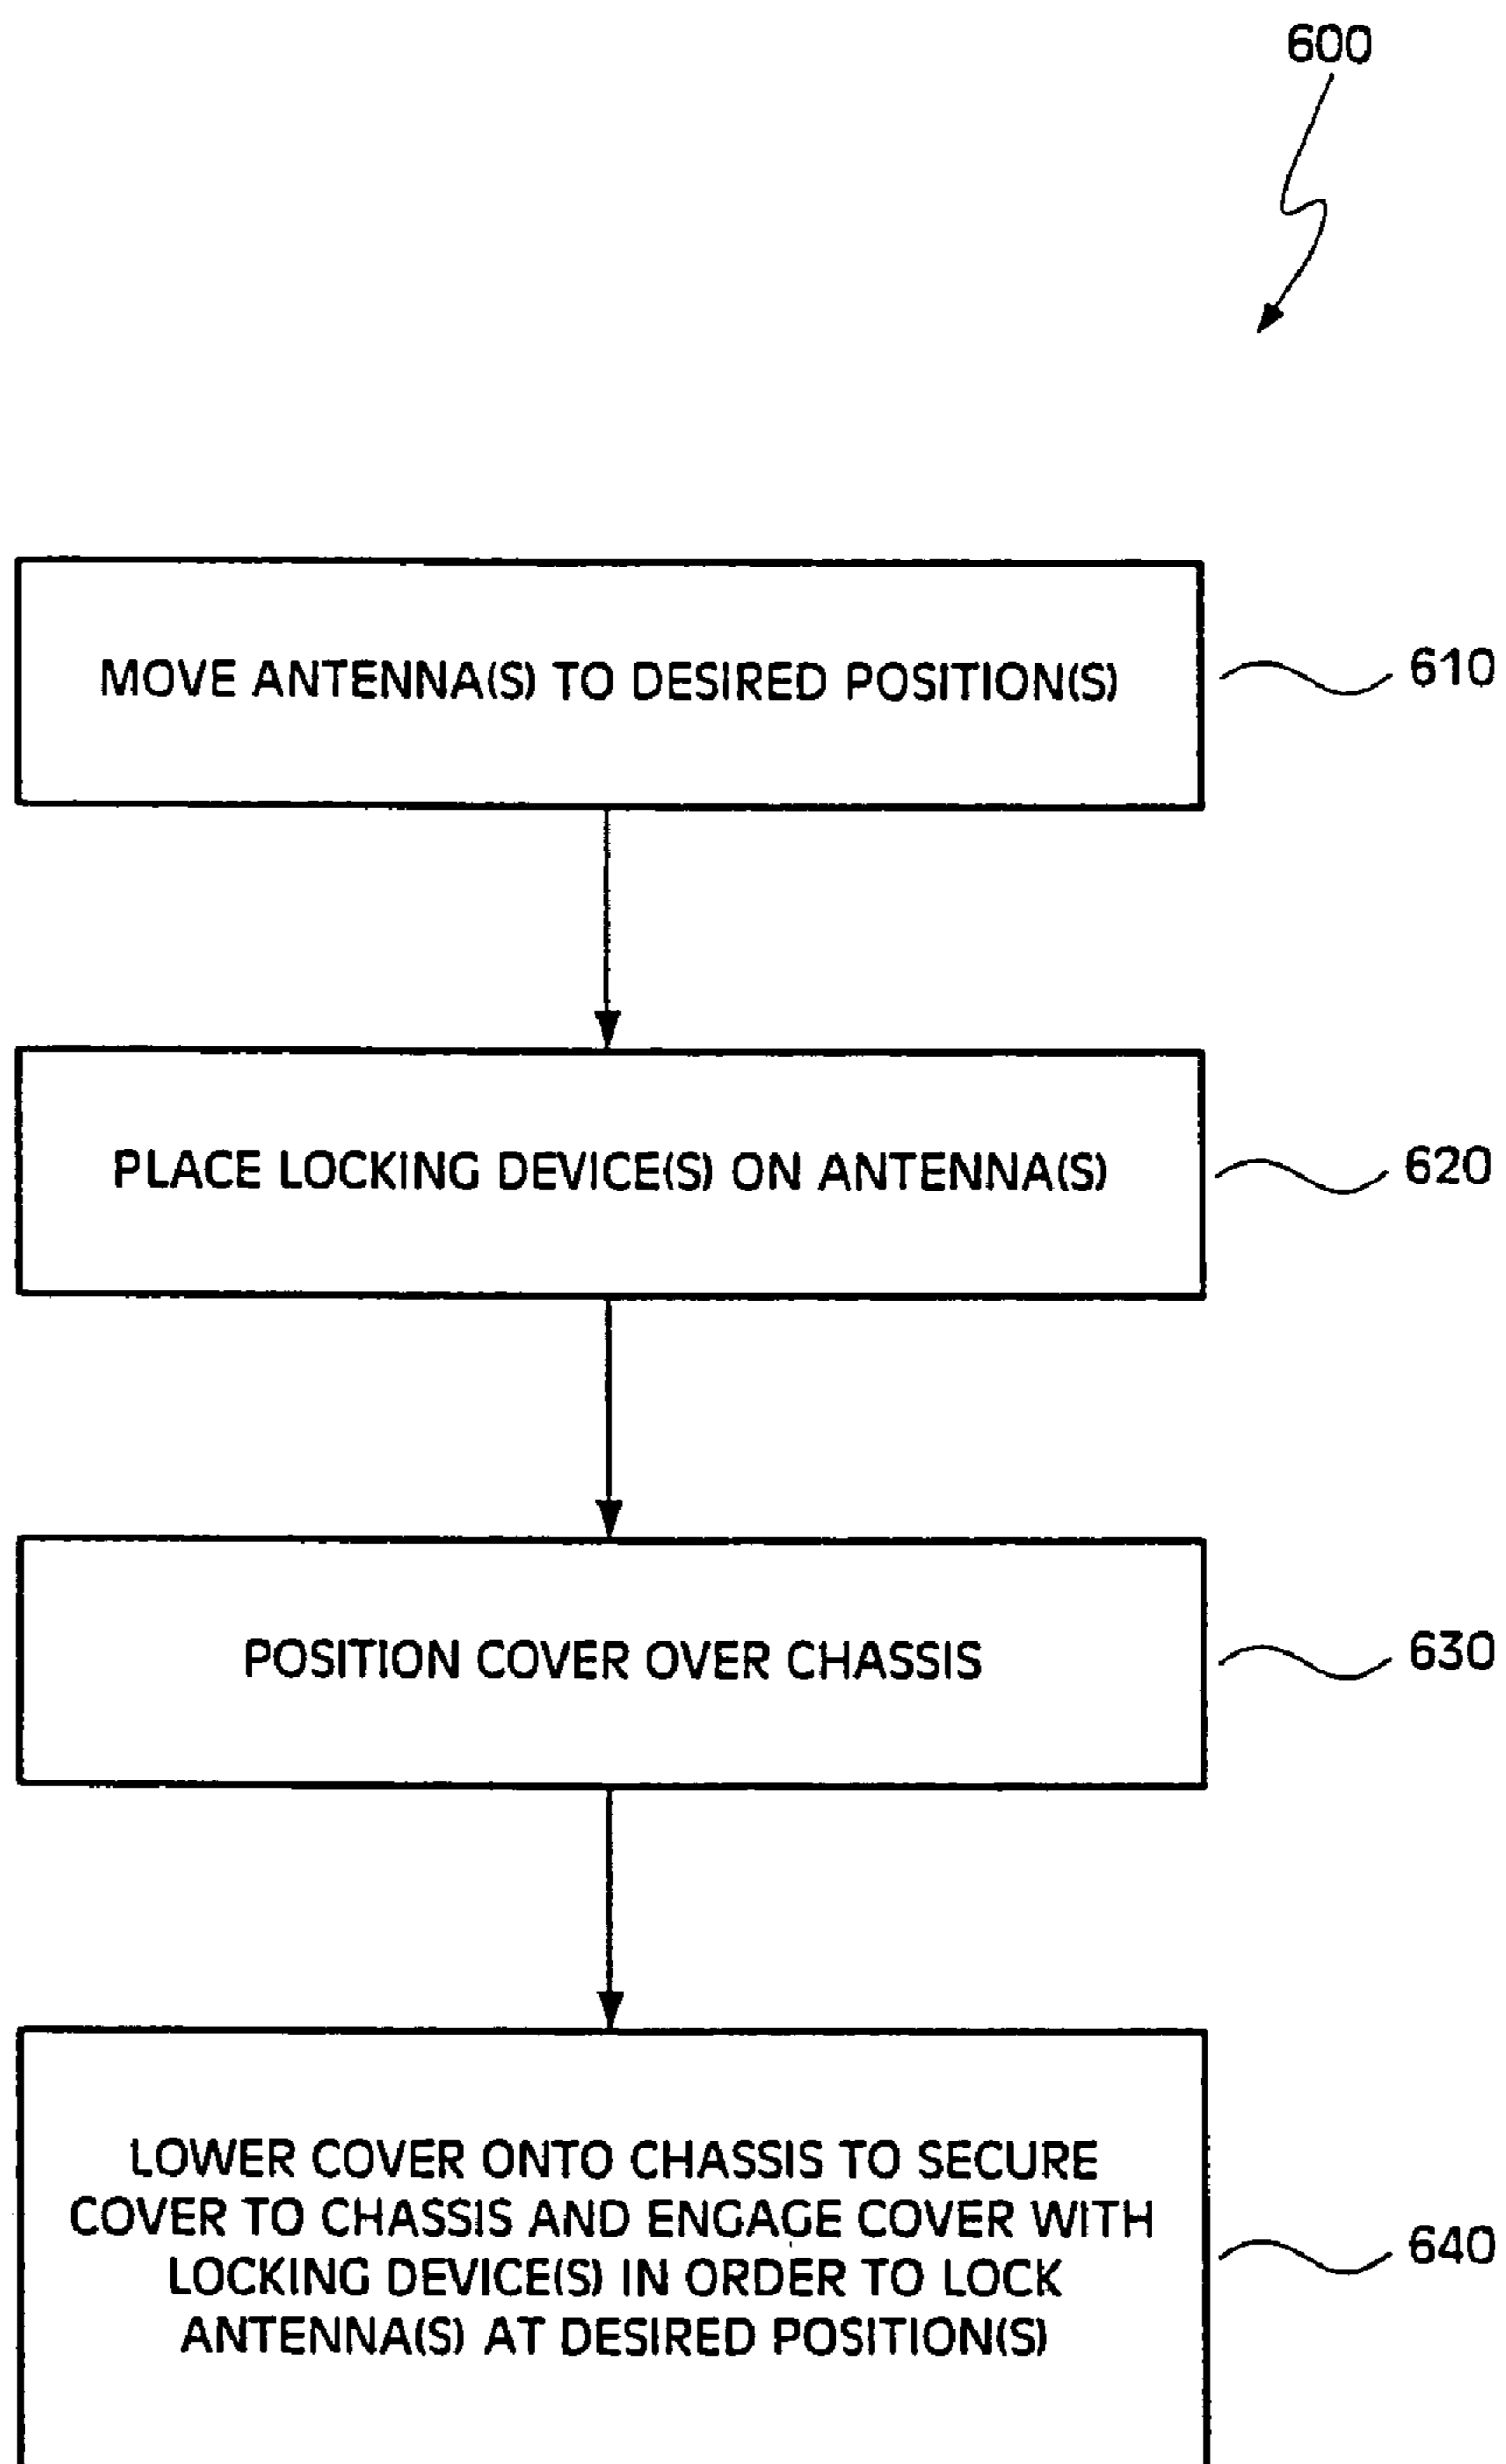 600
MOVE ANTENNA(S) TO DESIRED POSITION(S)
610
PLACE LOCKING DEVICE(S) ON ANTENNA(S)
620
POSITION COVER OVER CHASSIS
630
LOWER COVER ONTO CHASSIS TO SECURE
COVER TO CHASSIS AND ENGAGE COVER WITH
LOCKING DEVICE(S) IN ORDER TO LOCK
ANTENNA(S) AT DESIRED POSITION(S)
640